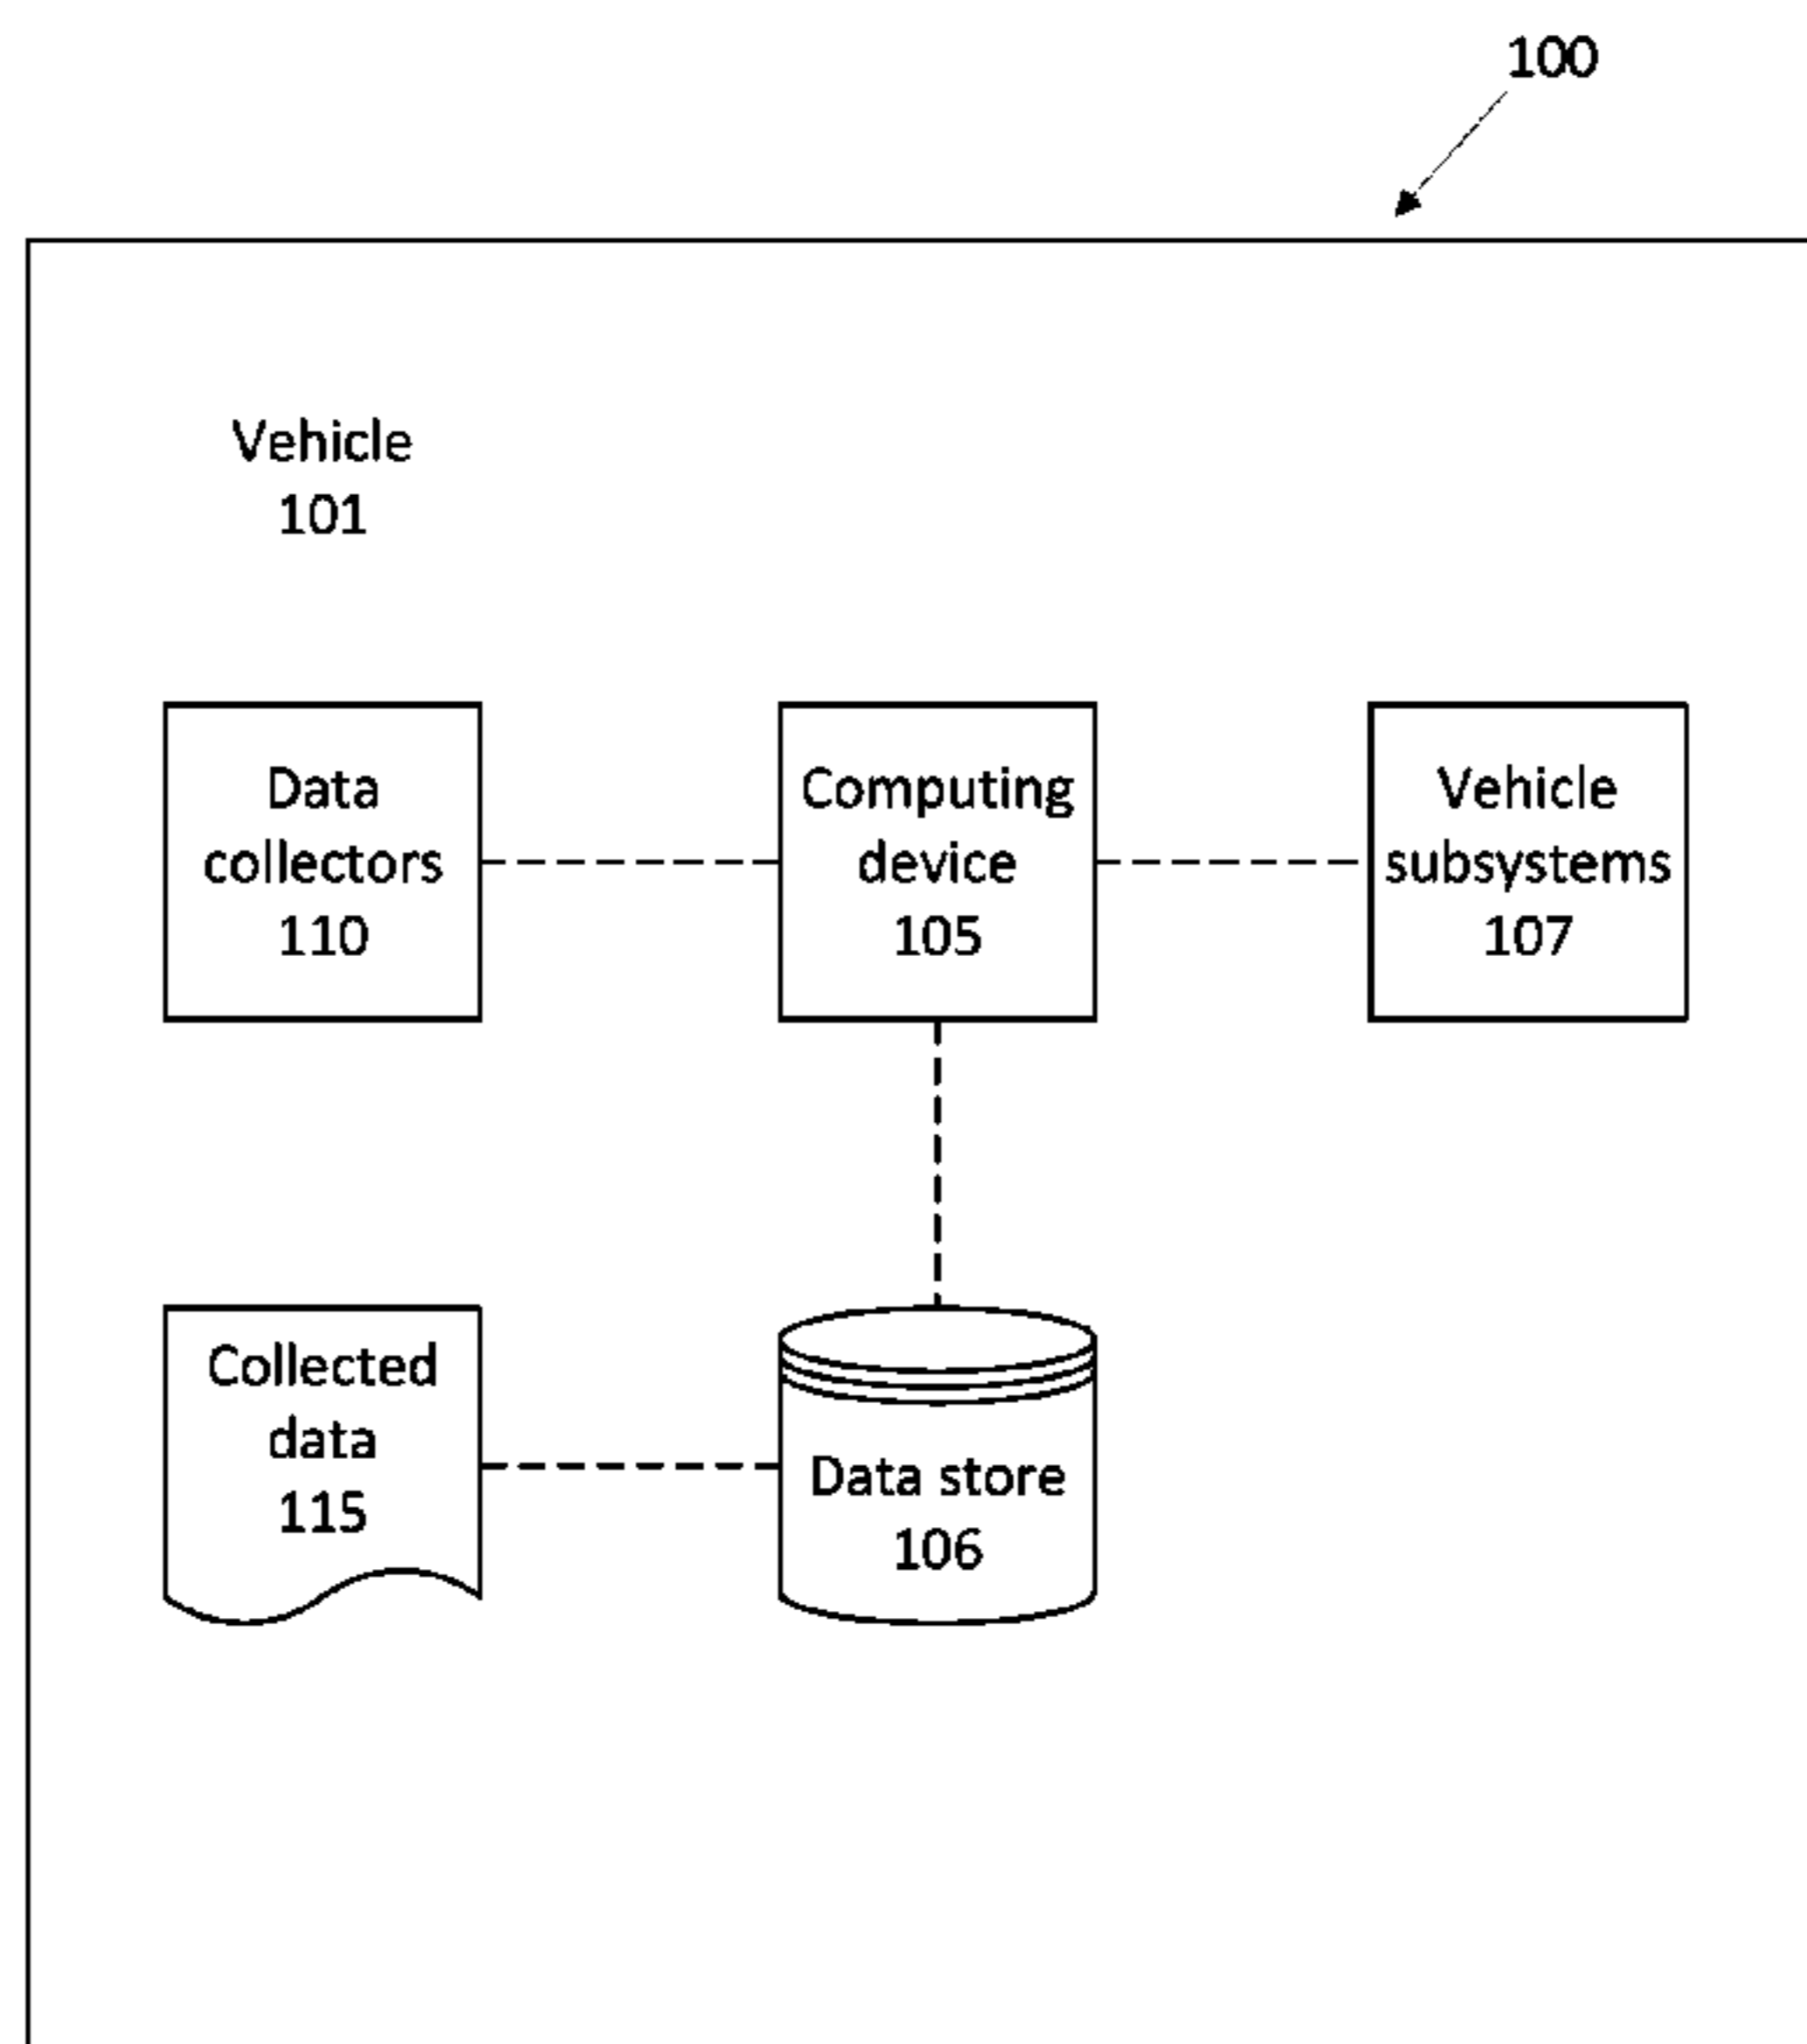 100
Vehicle
101
Data
collectors
110
Computing
device
105
Vehicle
subsystems
107
Collected
data
115
Data store
106